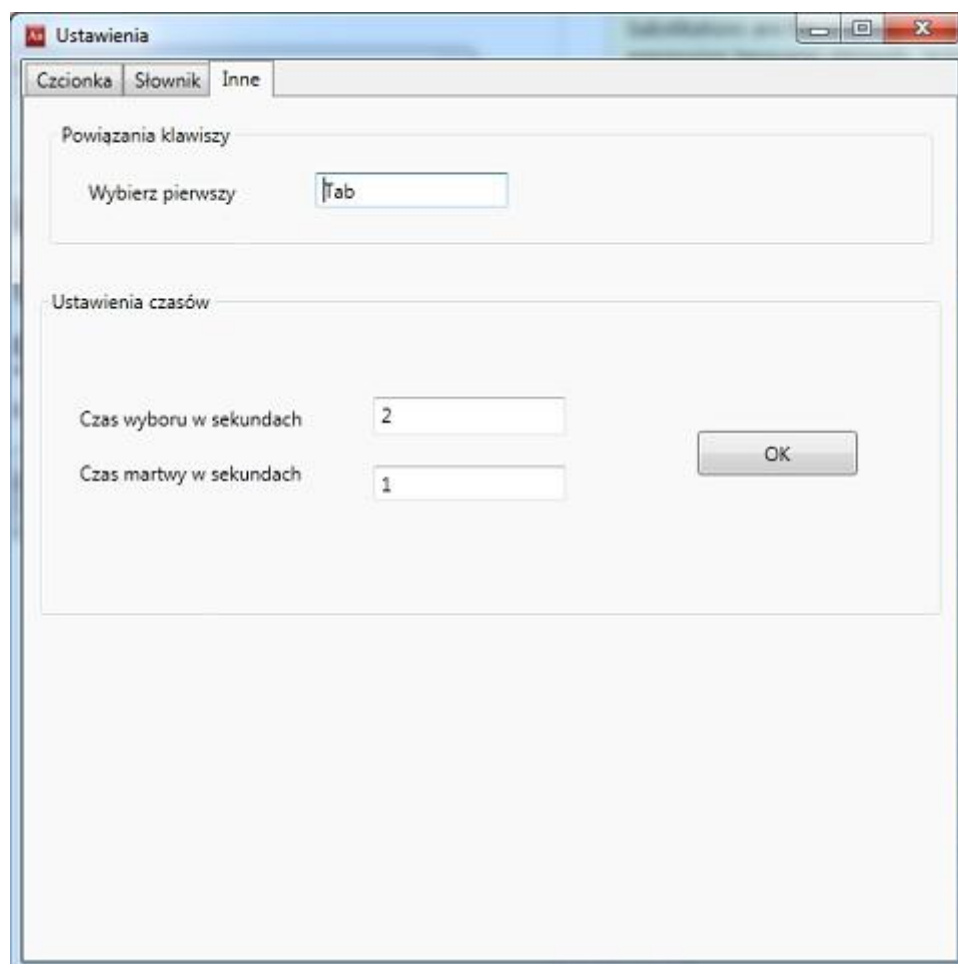 Aa Ustawienia
Czcionka Słownik Inne
Powiązania klawiszy
Wybierz pierwszy Tab
Ustawienia czasów
Czas wyboru w sekundach 2
Czas martwy w sekundach 1
OK